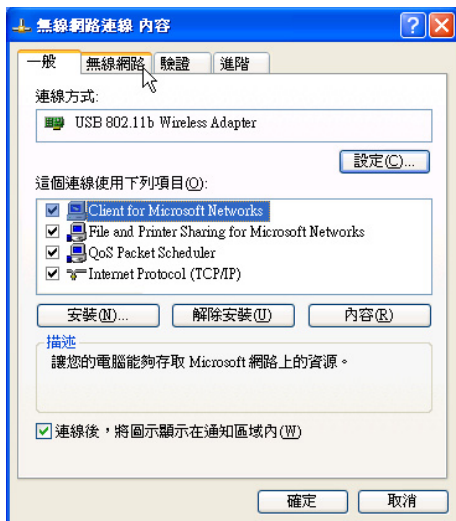 無線網路連線 內容
一般 無線網路 驗證 進階
連線方式:
USB 802.11b Wireless Adapter
設定(C)...
這個連線使用下列項目(O):
Client for Microsoft Networks
File and Printer Sharing for Microsoft Networks
QoS Packet Scheduler
Internet Protocol (TCP/IP)
安裝(N)... 解除安裝(U) 內容(R)
描述
讓您的電腦能夠存取 Microsoft 網路上的資源。
連線後，將圖示顯示在通知區域內(W)
確定 取消